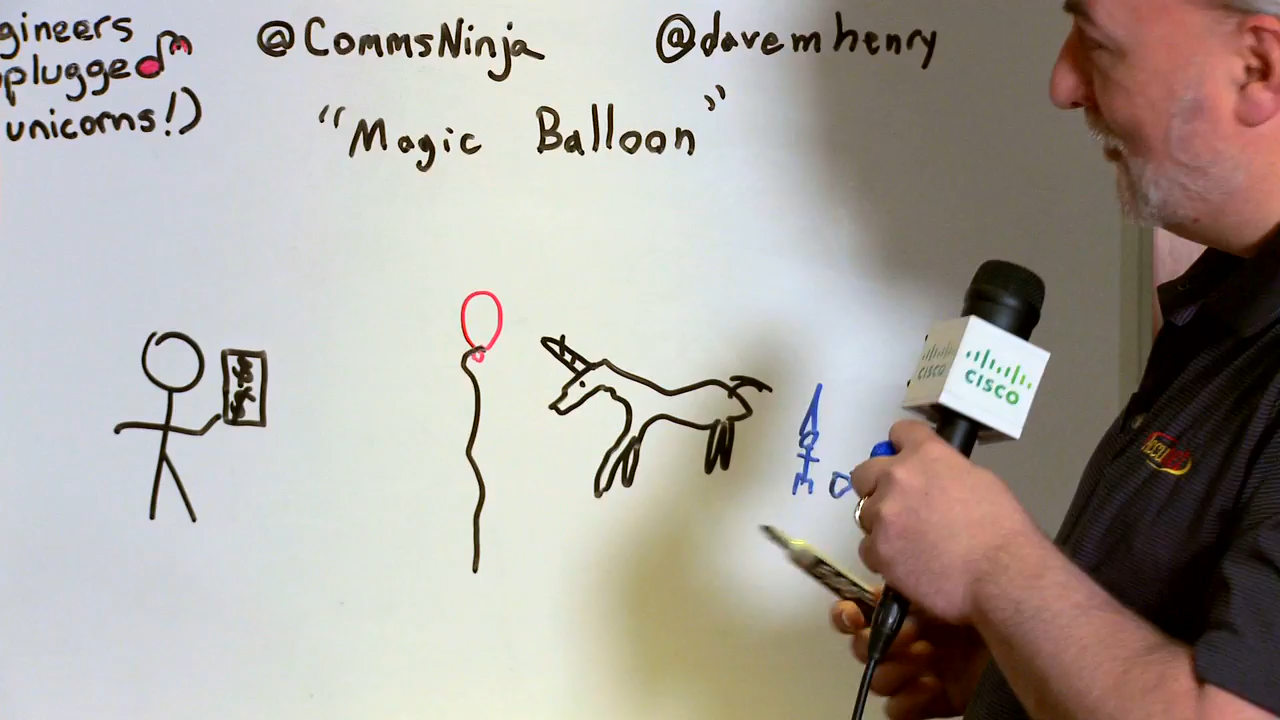 gineers
plugged
unicorns!)
@CommsNinja
@davemhenry
"Magic Balloon"
CISCO
CISCO